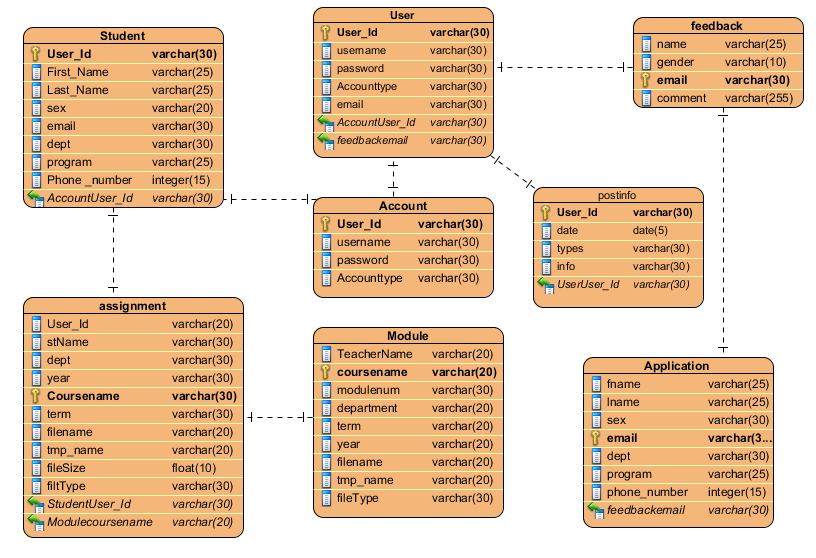 Student
User_Id varchar(30)
First_Name varchar(25)
Last_Name varchar(25)
sex varchar(20)
email varchar(30)
dept varchar(30)
program varchar(25)
Phone _number integer(15)
AccountUser_Id varchar(30)
User
User_Id varchar(30)
username varchar(30)
password varchar(30)
Accounttype varchar(30)
email varchar(30)
AccountUser_Id varchar(30)
feedbackemail varchar(30)
feedback
name varchar(25)
gender varchar(10)
email varchar(30)
comment varchar(255)
Account
User_Id varchar(30)
username varchar(30)
password varchar(30)
Accounttype varchar(30)
postinfo
User_Id varchar(30)
date date(5)
types varchar(30)
info varchar(30)
UserUser_Id varchar(30)
assignment
User_Id varchar(20)
stName varchar(30)
dept varchar(30)
year varchar(30)
Coursename varchar(30)
term varchar(30)
filename varchar(20)
tmp_name varchar(20)
fileSize float(10)
filtType varchar(30)
StudentUser_Id varchar(30)
Modulecoursename varchar(20)
Module
TeacherName varchar(20)
coursename varchar(20)
modulenum varchar(30)
department varchar(20)
term varchar(20)
year varchar(20)
filename varchar(20)
tmp_name varchar(20)
fileType varchar(30)
Application
fname varchar(25)
lname varchar(25)
sex varchar(30)
email varchar(3...
dept varchar(30)
program varchar(25)
phone_number integer(15)
feedbackemail varchar(30)